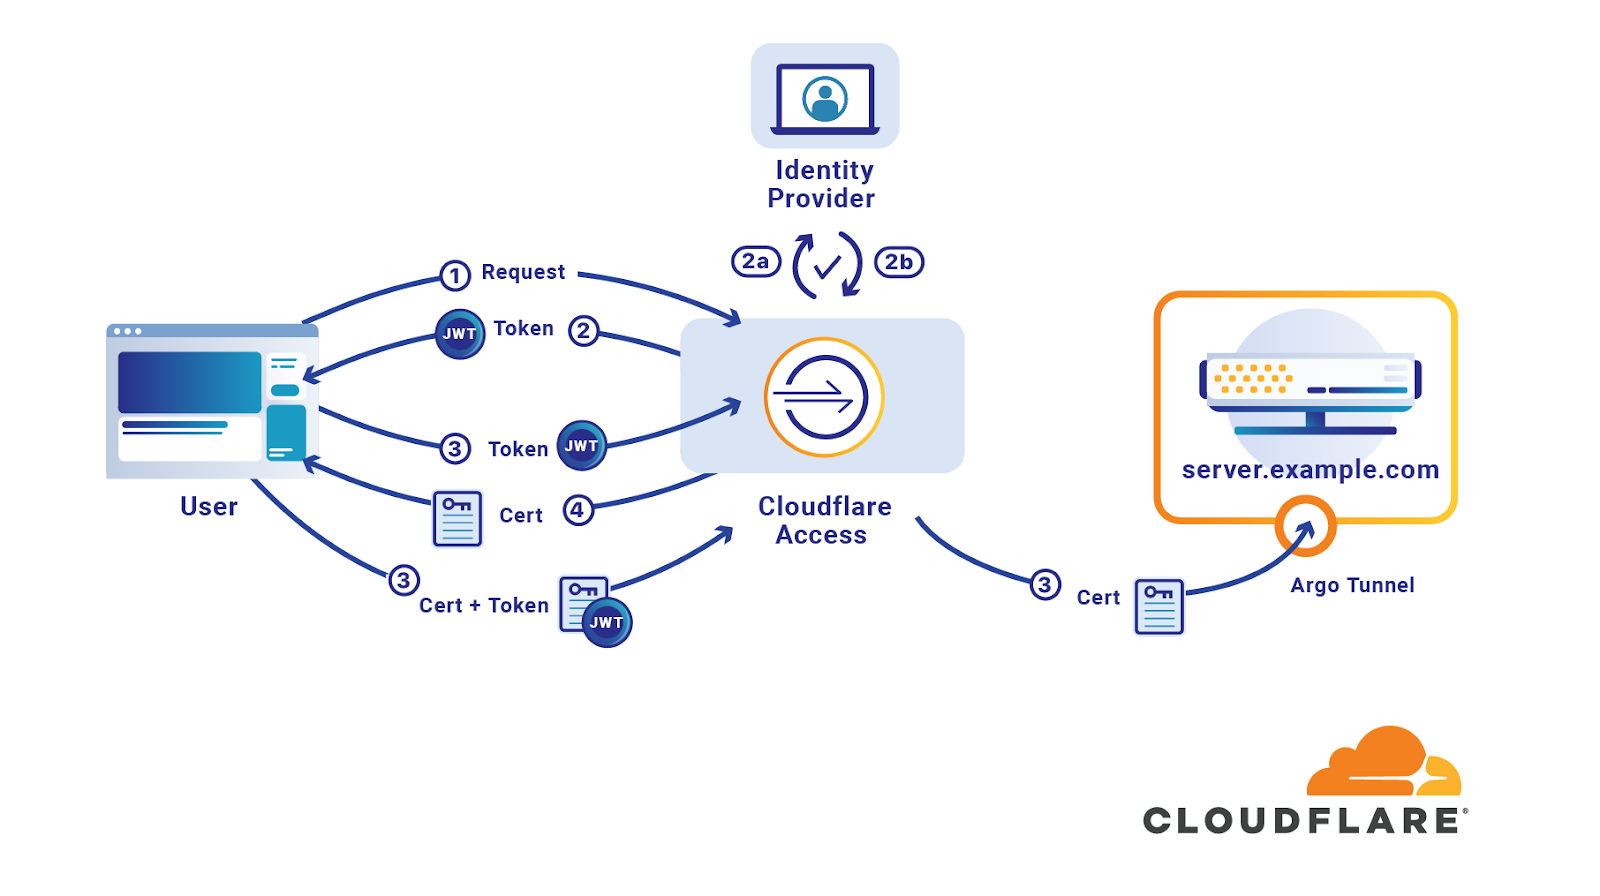 Identity
Provider
2a
2b
1 Request
JWT Token 2
3 Token JWT
Cert 4
3
Cert + Token
JWT
User
Cloudflare
Access
3 Cert
server.example.com
Argo Tunnel
CLOUDFLARE®